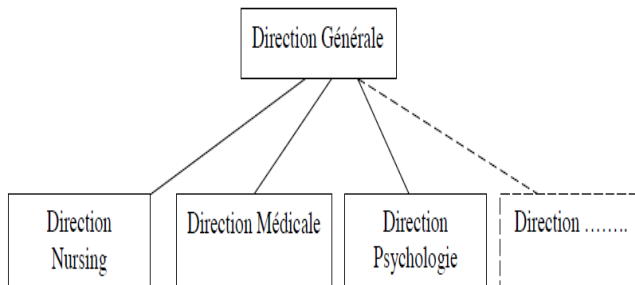 Direction Générale
Direction
Nursing
Direction Médicale
Direction
Psychologie
Direction ........